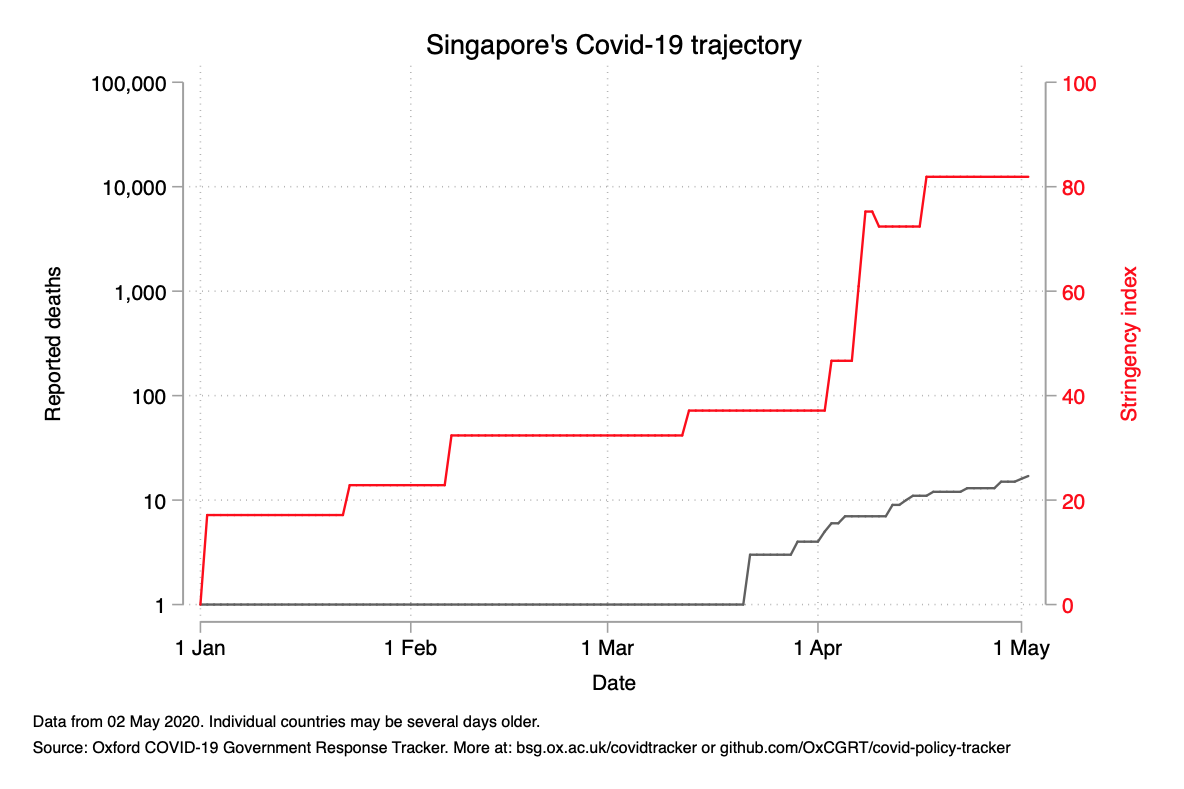 Singapore's Covid-19 trajectory
100,000
10,000
1,000
100
10
1
Reported deaths
100
80
60
40
20
0
Stringency index
1 Jan
1 Feb
1 Mar
1 Apr
1 May
Date
Data from 02 May 2020. Individual countries may be several days older.
Source: Oxford COVID-19 Government Response Tracker. More at: bsg.ox.ac.uk/covidtracker or github.com/OxCGRT/covid-policy-tracker